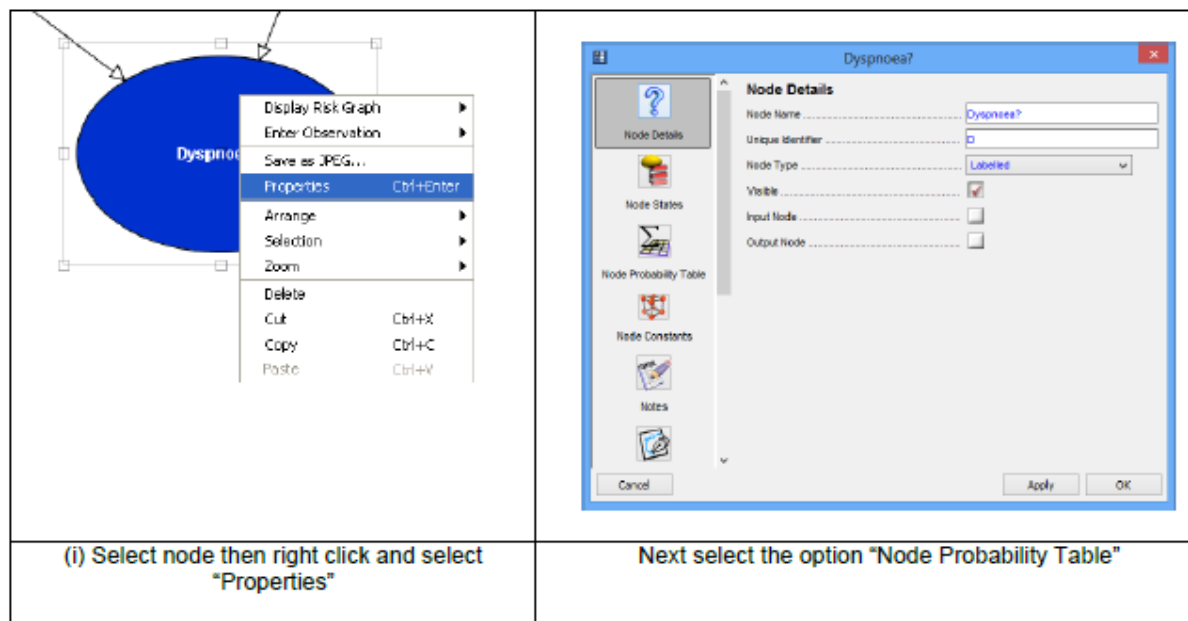 Dyspnoe
Display Risk Graph
Enter Observation
Save as JPEG...
Properties Ctrl+Enter
Arrange
Selection
Zoom
Delete
Cut Ctrl+X
Copy Ctrl+C
Paste Ctrl+V
(i) Select node then right click and select
“Properties”
Dyspnoea?
Node Details
Node States
Node Probability Table
Node Constants
Notes
Node Details
Node Name Dyspnoea?
Unique Identifier D
Node Type Labelled
Visible
Input Node
Output Node
Cancel Apply OK
Next select the option “Node Probability Table”